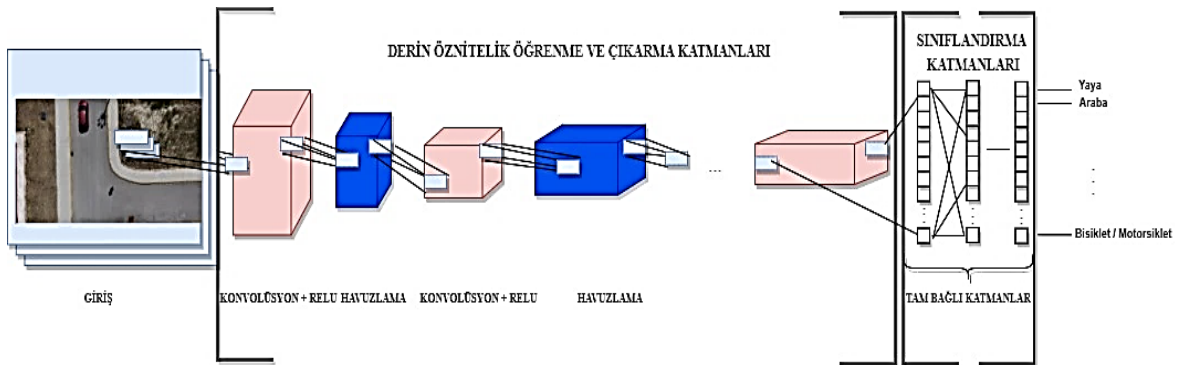 DERİN ÖZNİTELİK ÖĞRENME VE ÇIKARMA KATMANLARI
SINIFLANDIRMA
KATMANLARI
Yaya
Araba
...
Bisiklet / Motorsiklet
GİRİŞ
KONVOLÜSYON + RELU
HAVUZLAMA
KONVOLÜSYON + RELU
HAVUZLAMA
TAM BAĞLI KATMANLAR